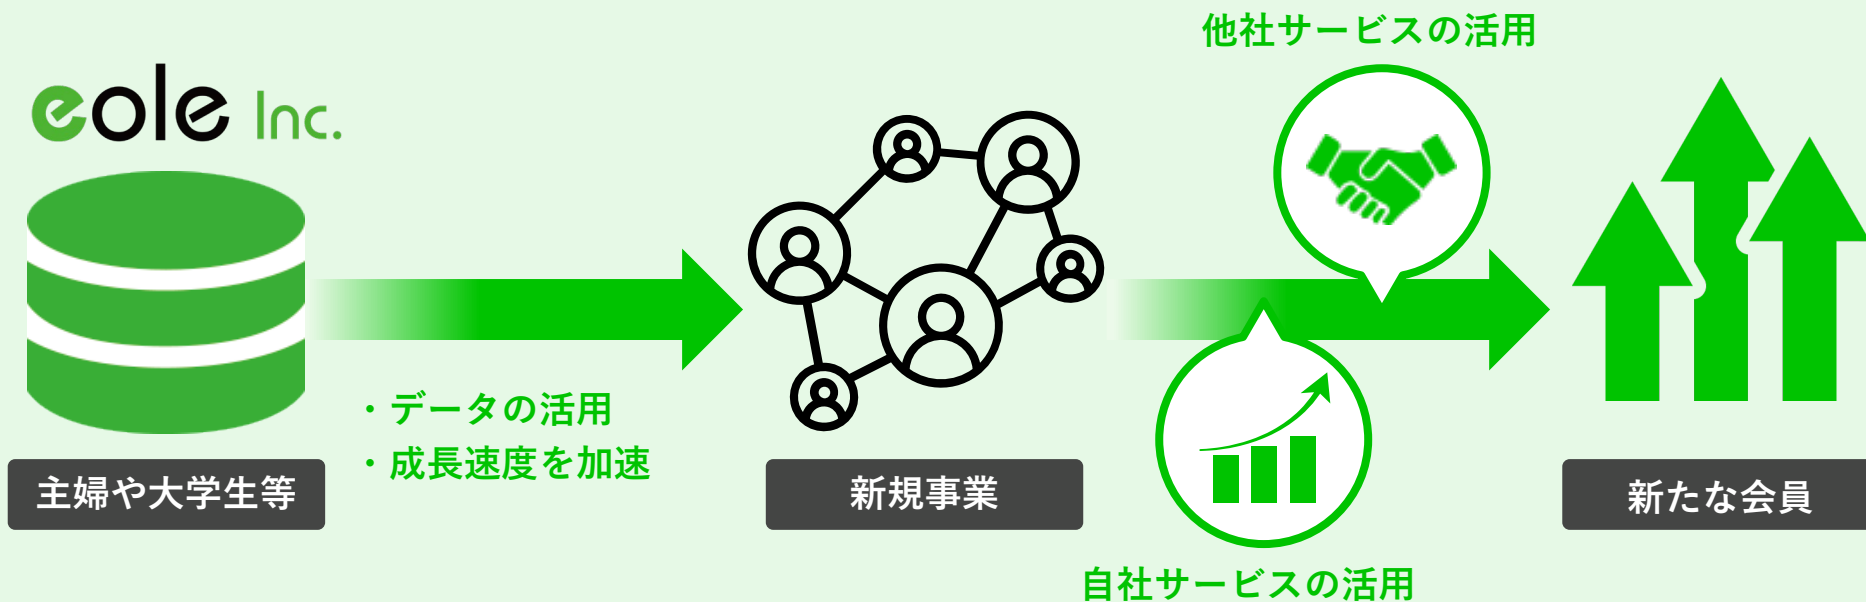 eole Inc.
主婦や大学生等
・データの活用
・成長速度を加速
新規事業
他社サービスの活用
自社サービスの活用
新たな会員